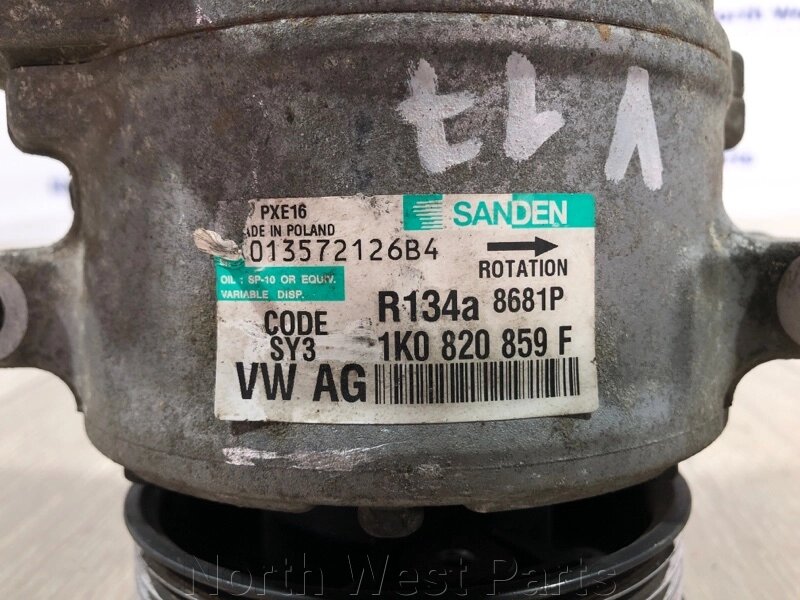 V 17
PXE16
SANDEN
ADE IN POLAND
013572126B4
ROTATION
OIL : SP-10 OR EQUIV.
VARIABLE DISP.
R134a 8681P
CODE
SY3
1K0 820 859 F
VW AG
North West Parts